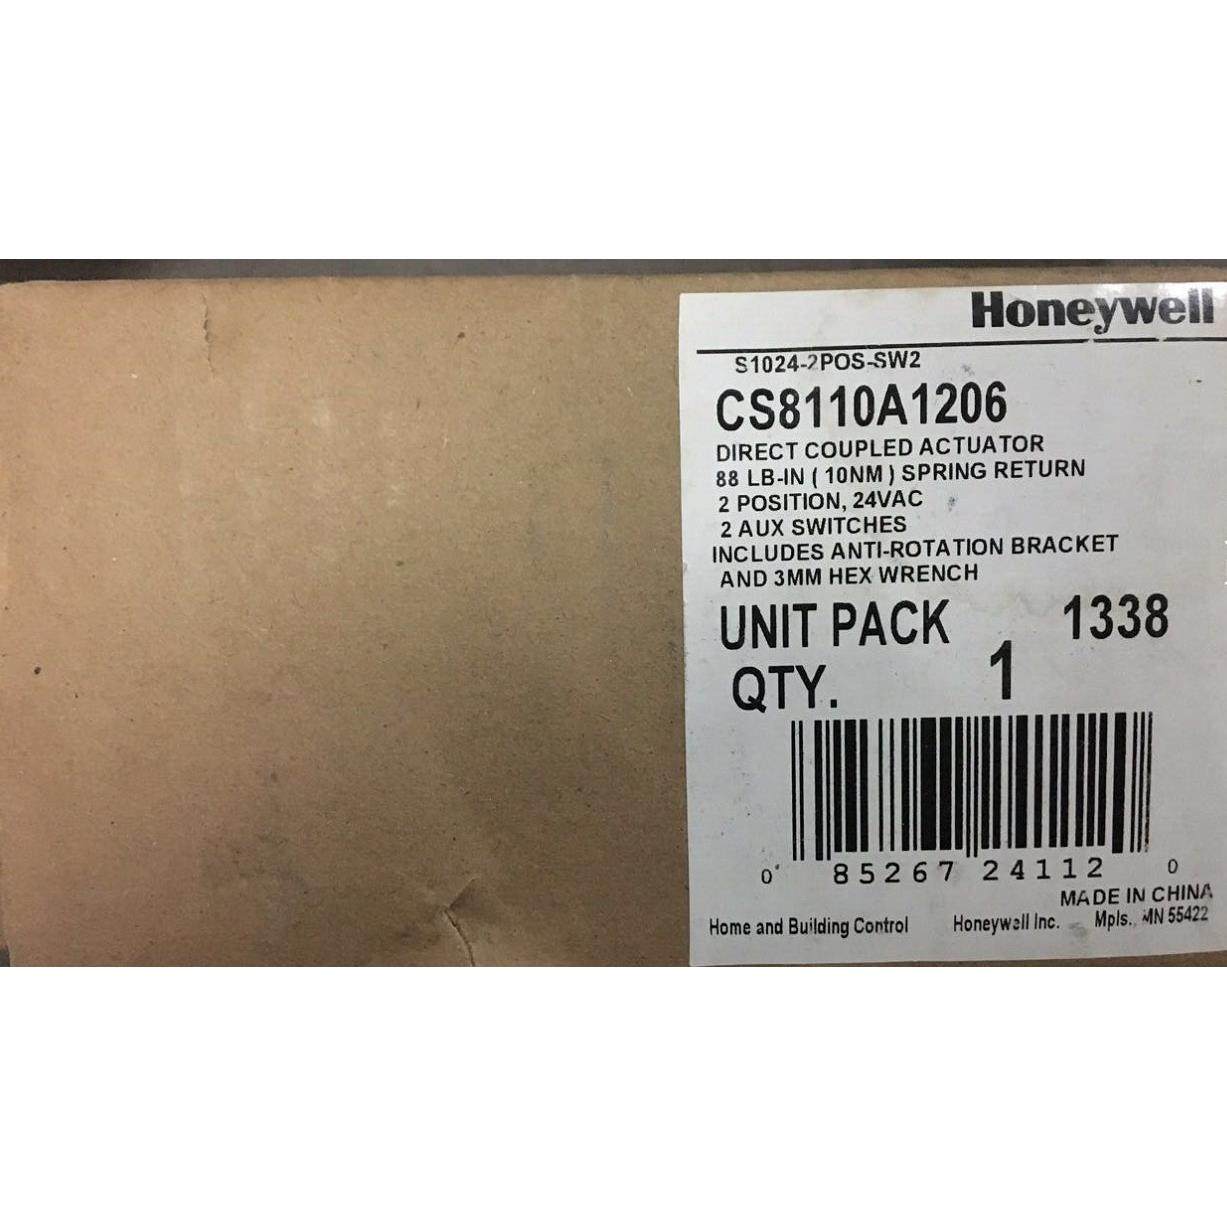 Honeywell
S1024-2POS-SW2
CS8110A1206
DIRECT COUPLED ACTUATOR
88 LB-IN ( 10NM ) SPRING RETURN
2 POSITION, 24VAC
2 AUX SWITCHES
INCLUDES ANTI-ROTATION BRACKET
AND 3MM HEX WRENCH
UNIT PACK 1338
QTY. 1
0 85267 24112 0
MADE IN CHINA
Home and Building Control Honeywell Inc. Mpls., MN 55422